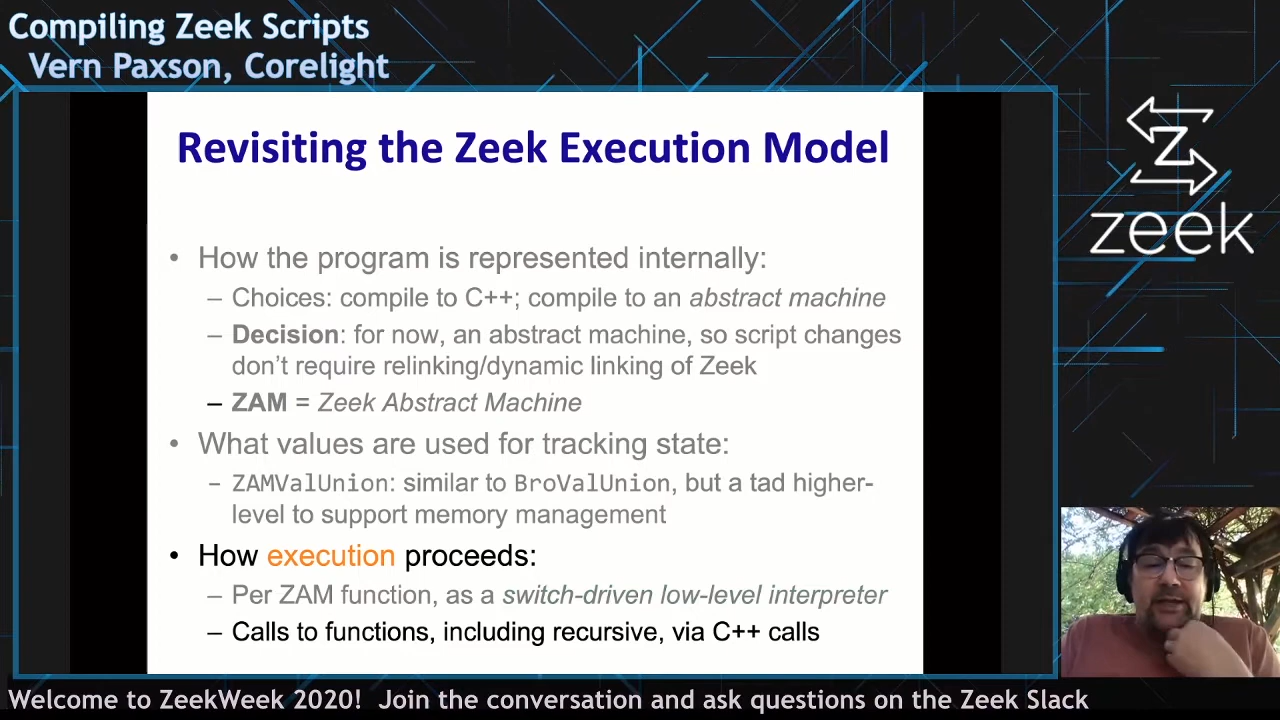 Compiling Zeek Scripts
Vern Paxson, Corelight
Revisiting the Zeek Execution Model
• How the program is represented internally:
– Choices: compile to C++; compile to an abstract machine
– Decision: for now, an abstract machine, so script changes
don’t require relinking/dynamic linking of Zeek
– ZAM = Zeek Abstract Machine
• What values are used for tracking state:
– ZAMValUnion: similar to BroValUnion, but a tad higher-
level to support memory management
• How execution proceeds:
– Per ZAM function, as a switch-driven low-level interpreter
– Calls to functions, including recursive, via C++ calls
Z
zeek
Welcome to ZeekWeek 2020! Join the conversation and ask questions on the Zeek Slack